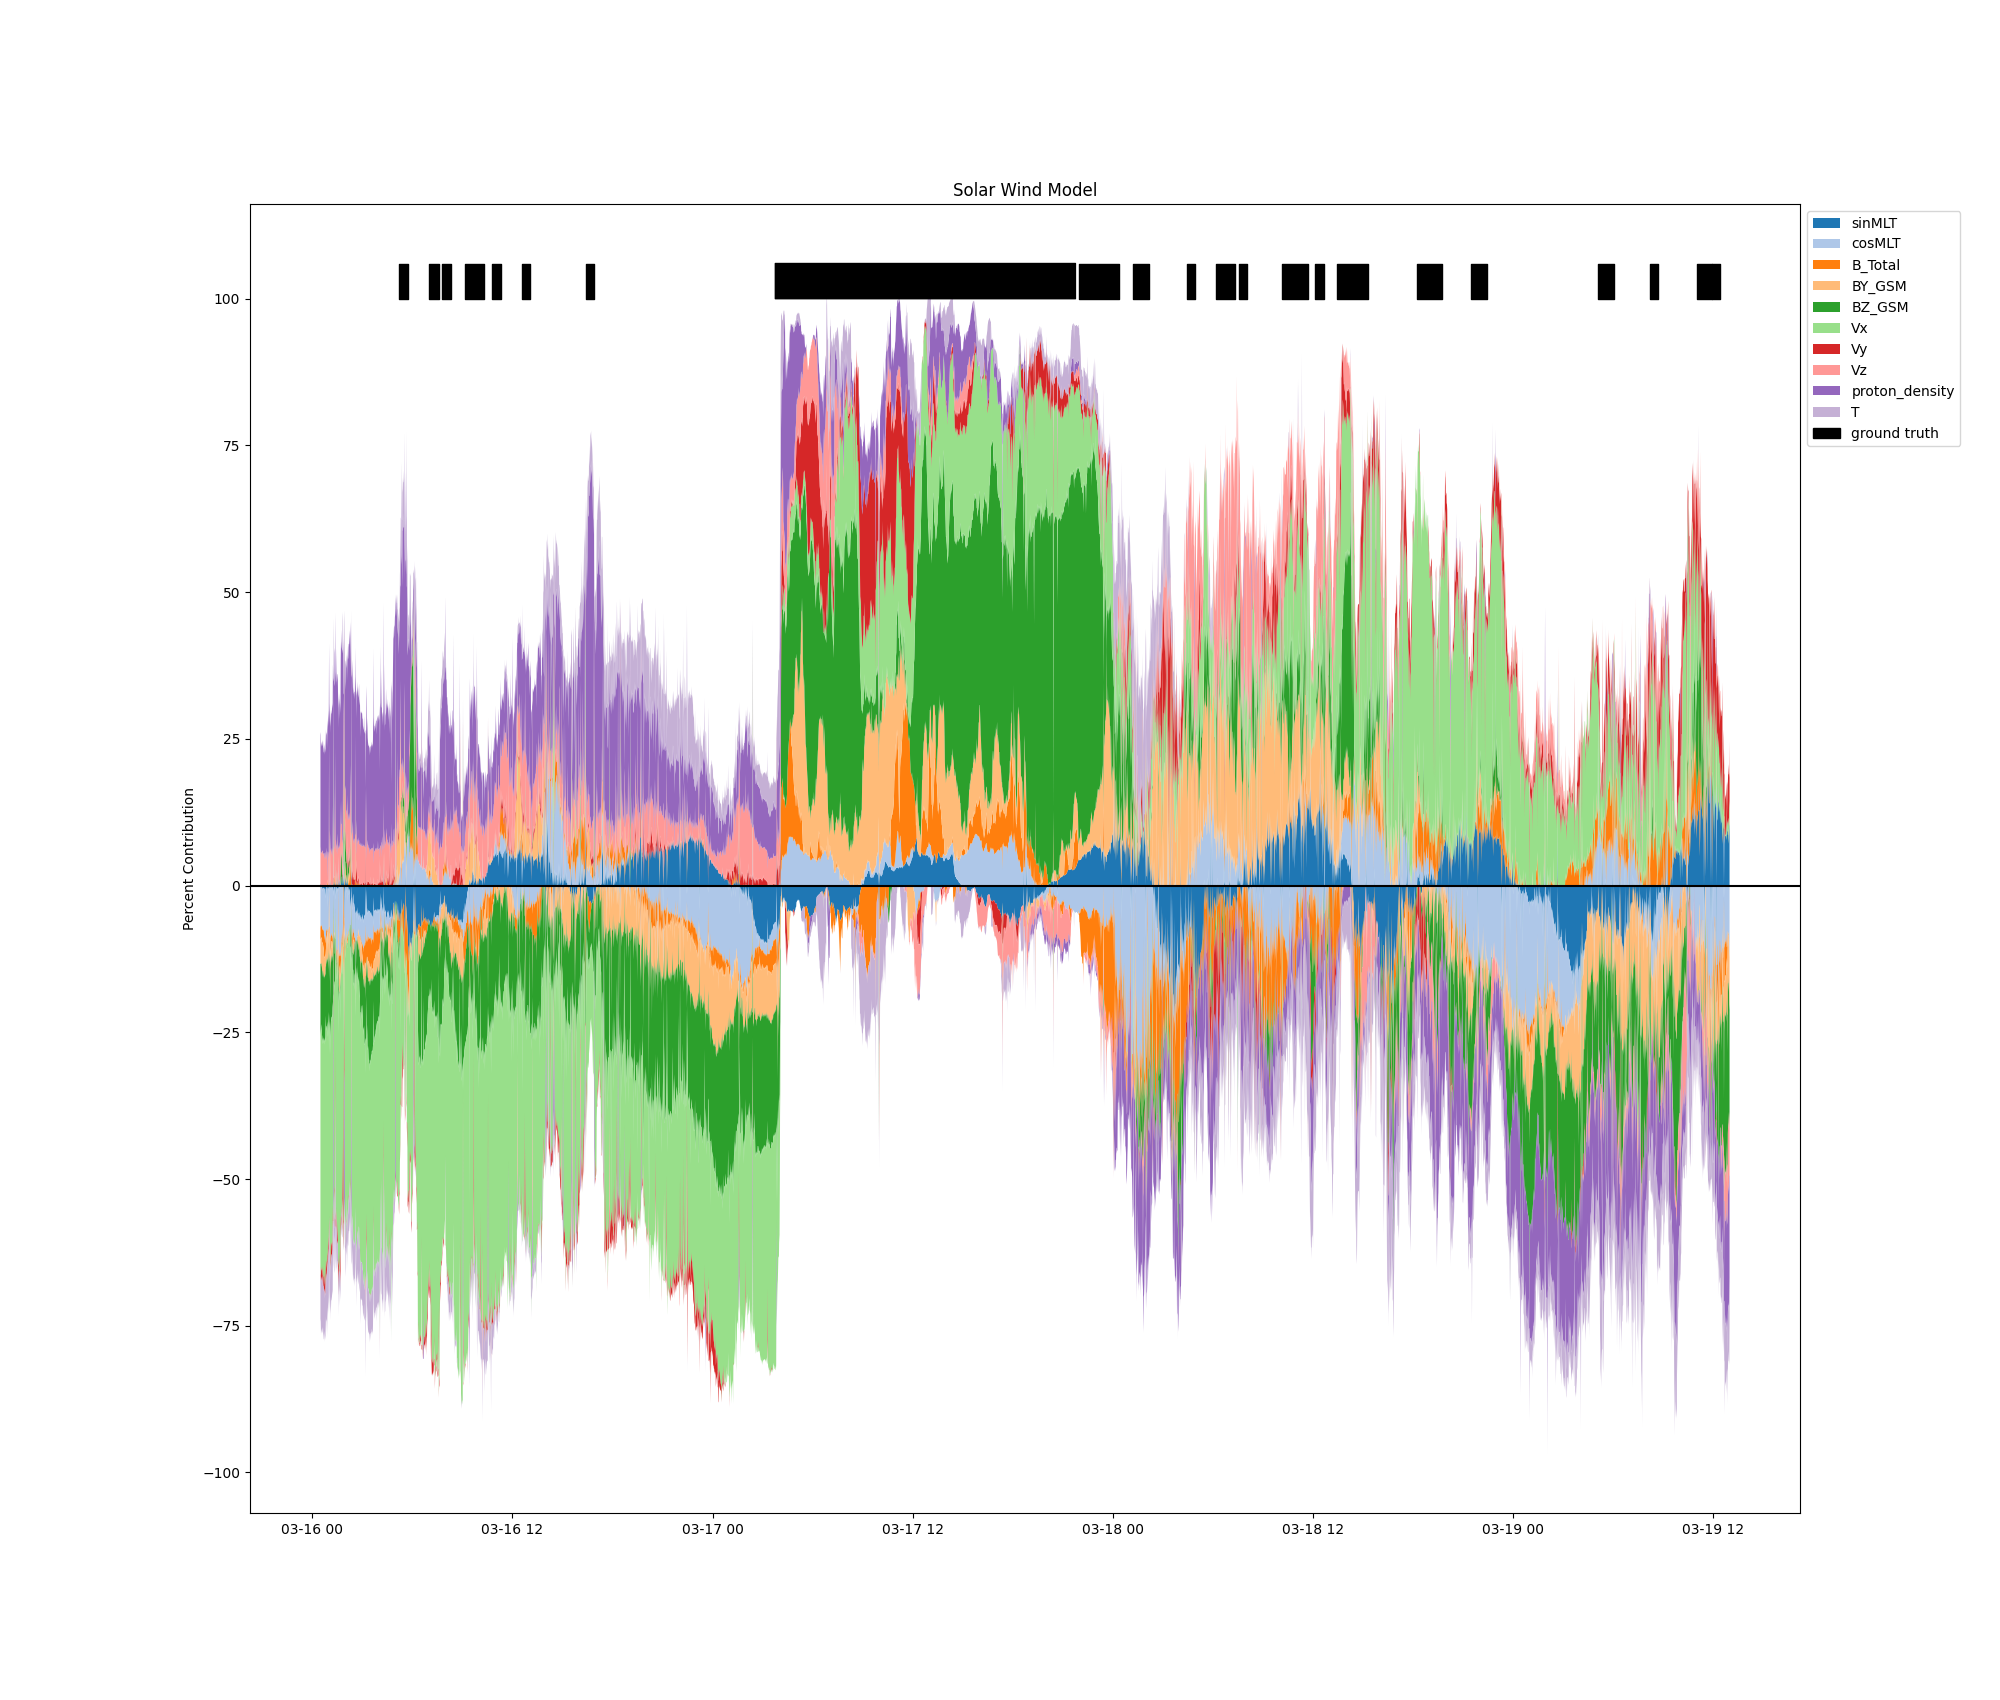 Solar Wind Model
sinMLT
cosMLT
B_Total
BY_GSM
BZ_GSM
Vx
Vy
Vz
proton_density
T
ground truth
Percent Contribution
100
75
50
25
0
−25
−50
−75
−100
03-16 00
03-16 12
03-17 00
03-17 12
03-18 00
03-18 12
03-19 00
03-19 12